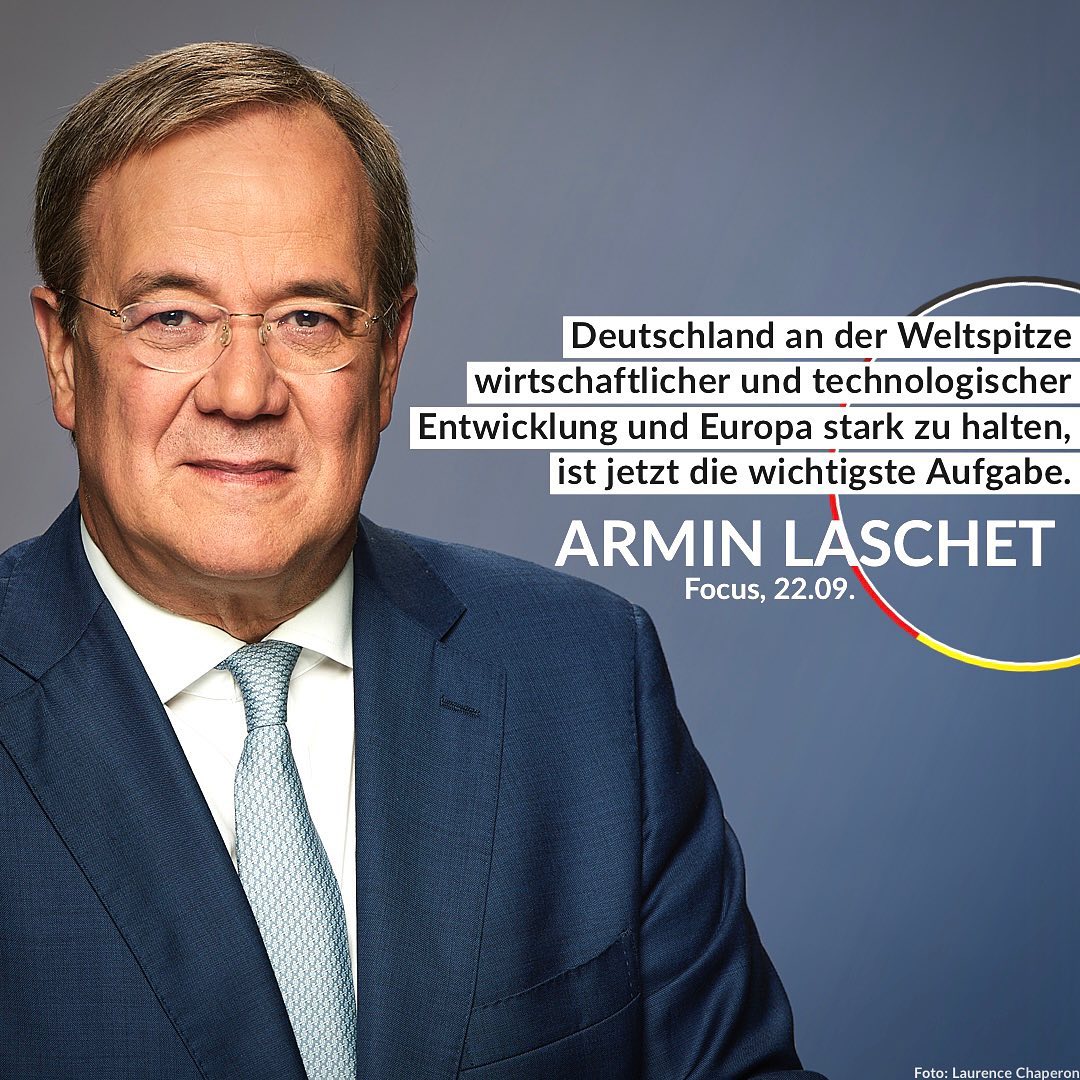 Deutschland an der Weltspitze
wirtschaftlicher und technologischer
Entwicklung und Europa stark zu halten,
ist jetzt die wichtigste Aufgabe.
ARMIN LASCHET
Focus, 22.09.
Foto: Laurence Chaperon